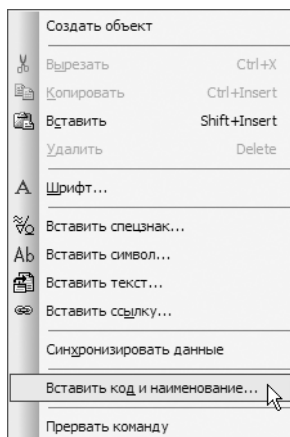 Создать объект
Вырезать Ctrl+X
Копировать Ctrl+Insert
Вставить Shift+Insert
Удалить Delete
A Шрифт...
Вставить спецзнак...
Ab Вставить символ...
Вставить текст...
Вставить ссылку...
Синхронизировать данные
Вставить код и наименование...
Прервать команду